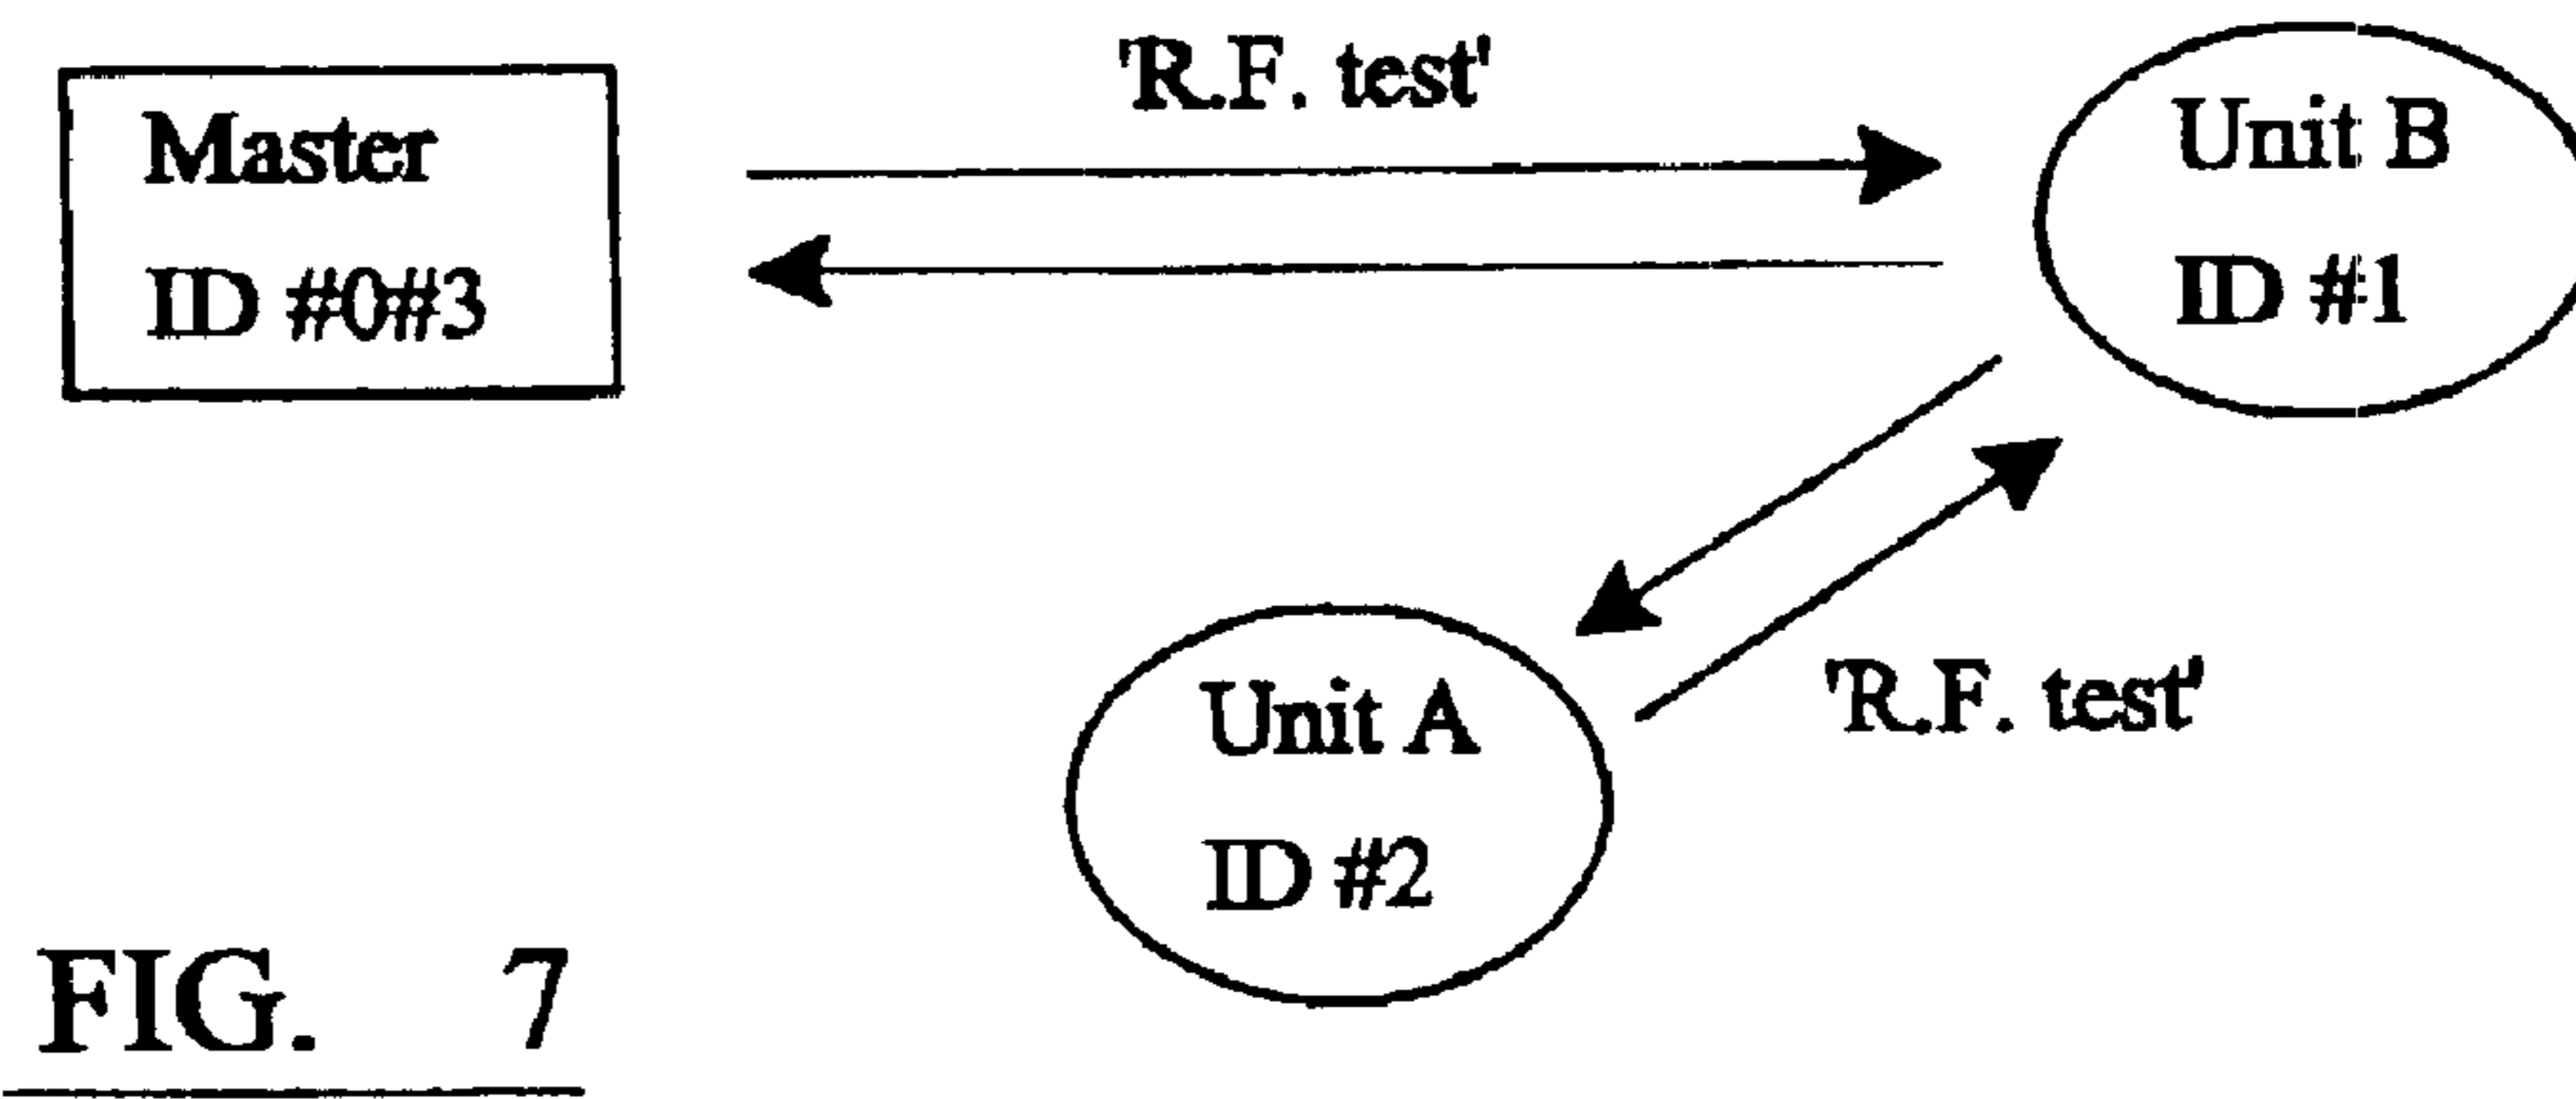 'R.F. test'
Master
ID #0#3
Unit B
ID #1
Unit A
ID #2
'R.F. test'
FIG. 7